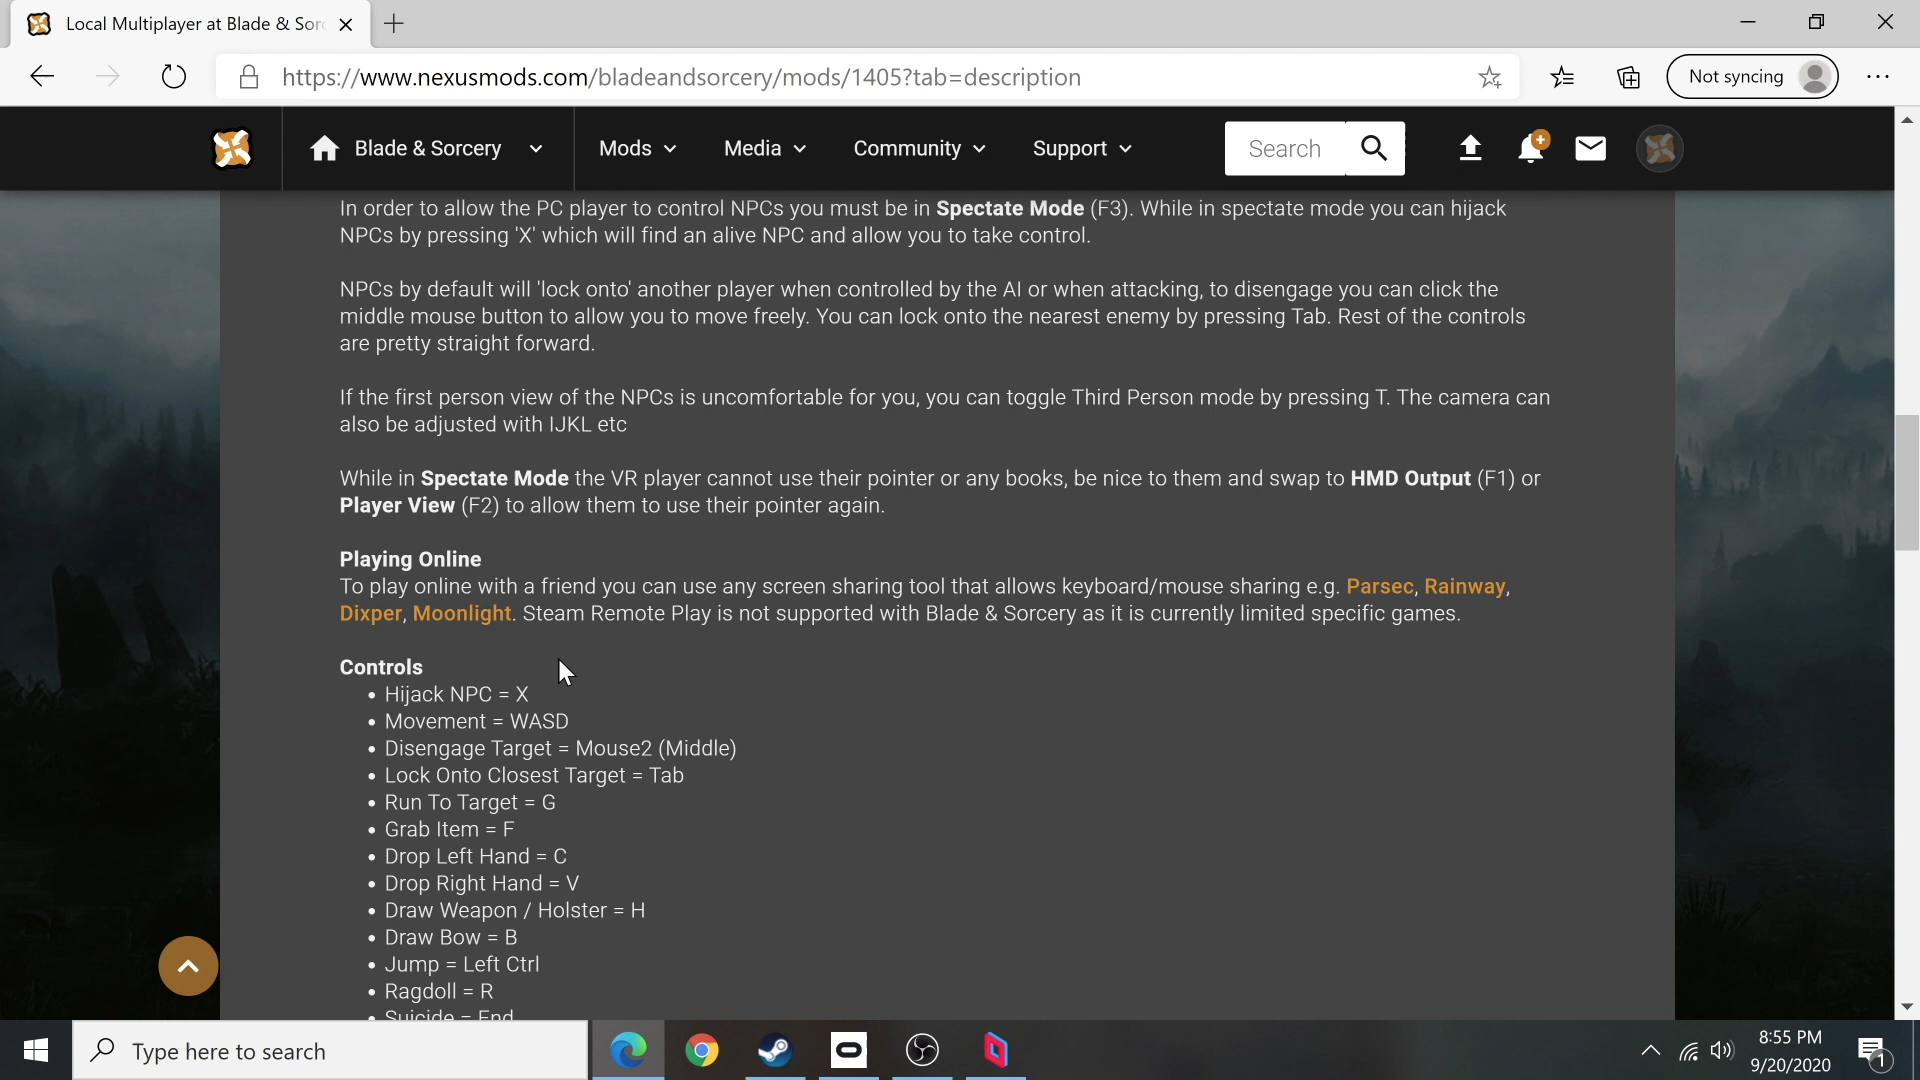 Local Multiplayer at Blade & Sor
https://www.nexusmods.com/bladeandsorcery/mods/1405?tab=description
Not syncing
Blade & Sorcery
Mods
Media
Community
Support
Search
In order to allow the PC player to control NPCs you must be in Spectate Mode (F3). While in spectate mode you can hijack
NPCs by pressing 'X' which will find an alive NPC and allow you to take control.
NPCs by default will 'lock onto' another player when controlled by the AI or when attacking, to disengage you can click the
middle mouse button to allow you to move freely. You can lock onto the nearest enemy by pressing Tab. Rest of the controls
are pretty straight forward.
If the first person view of the NPCs is uncomfortable for you, you can toggle Third Person mode by pressing T. The camera can
also be adjusted with IJKL etc
While in Spectate Mode the VR player cannot use their pointer or any books, be nice to them and swap to HMD Output (F1) or
Player View (F2) to allow them to use their pointer again.
Playing Online
To play online with a friend you can use any screen sharing tool that allows keyboard/mouse sharing e.g. Parsec, Rainway,
Dixper, Moonlight. Steam Remote Play is not supported with Blade & Sorcery as it is currently limited specific games.
Controls
• Hijack NPC = X
• Movement = WASD
• Disengage Target = Mouse2 (Middle)
• Lock Onto Closest Target = Tab
• Run To Target = G
• Grab Item = F
• Drop Left Hand = C
• Drop Right Hand = V
• Draw Weapon / Holster = H
• Draw Bow = B
• Jump = Left Ctrl
• Ragdoll = R
• Suicide = End
Type here to search
8:55 PM
9/20/2020
1